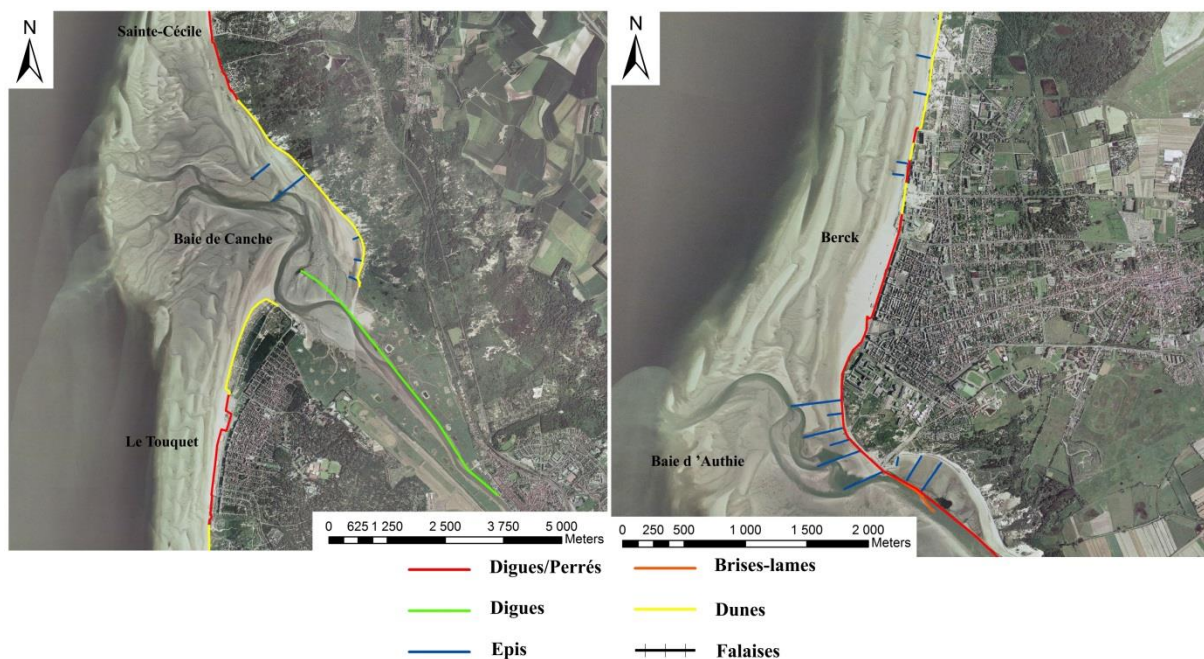 N
Sainte-Cécile
Baie de Canche
Le Touquet
0 625 1 250 2 500 3 750 5 000
Meters
N
Berck
Baie d 'Authie
0 250 500 1 000 1 500 2 000
Meters
Digues/Perrés
Brises-lames
Digues
Dunes
Epis
Falaises